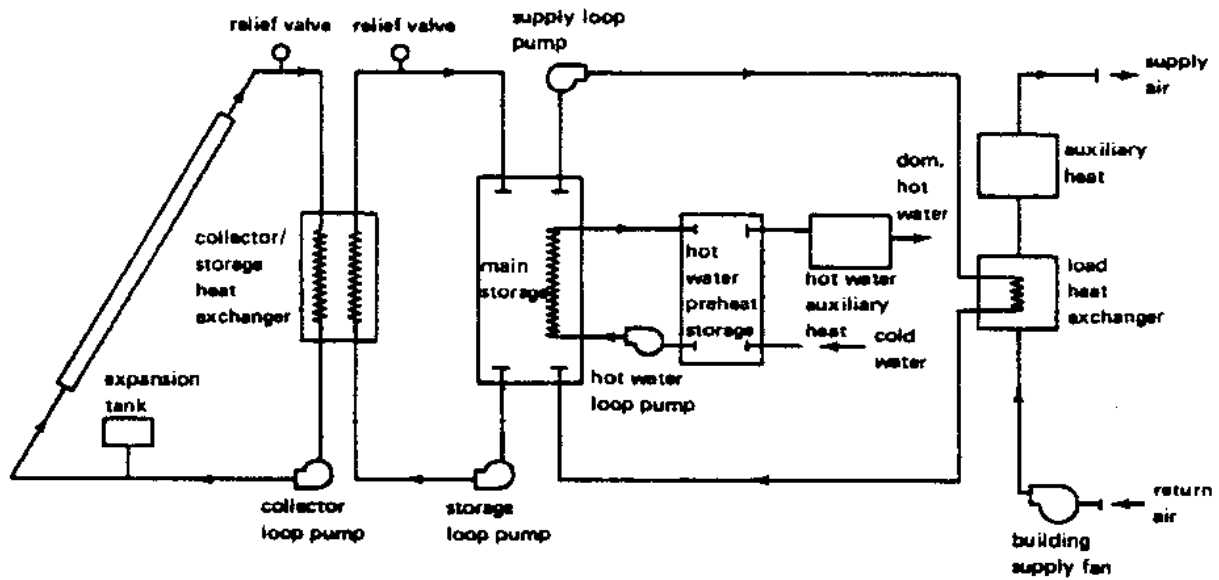 relief valve
relief valve
supply loop
pump
supply
air
auxiliary
heat
dom.
hot
water
collector/
storage
heat
exchanger
main
storage
hot
water
preheat
storage
hot water
auxiliary
heat
load
heat
exchanger
cold
water
expansion
tank
hot water
loop pump
collector
loop pump
storage
loop pump
return
air
building
supply fan